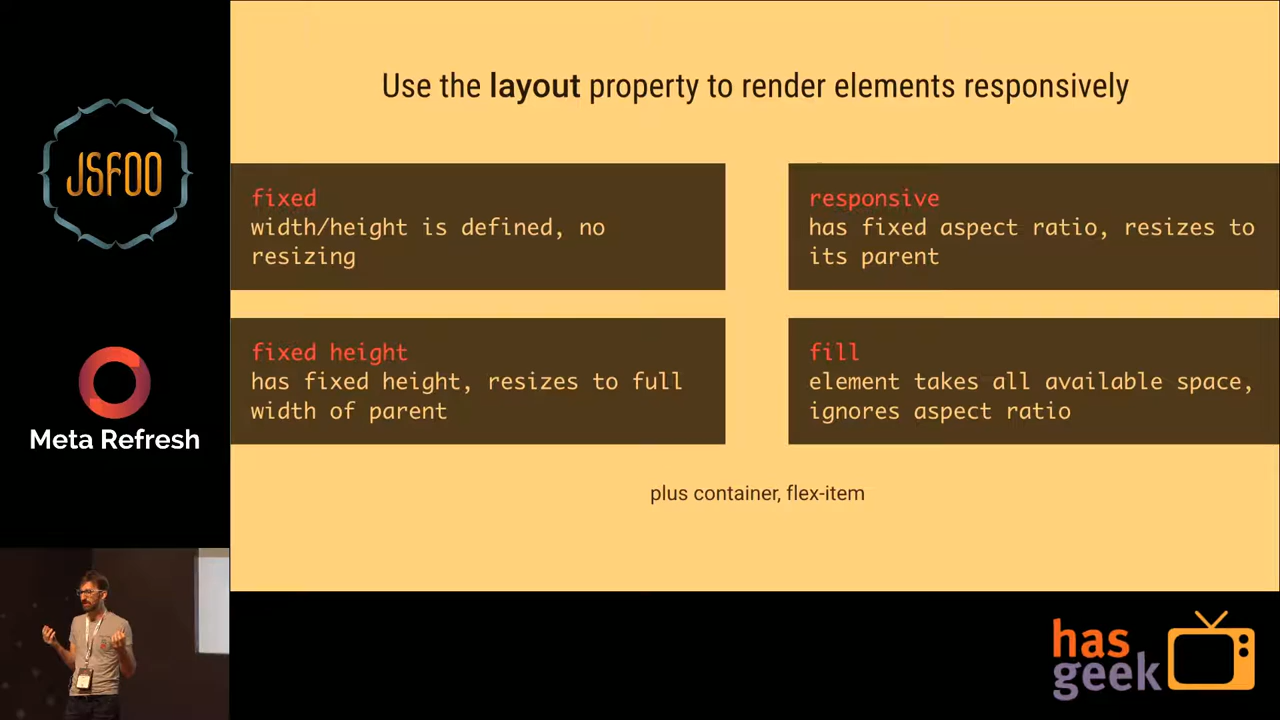 Use the layout property to render elements responsively
JSFOO
fixed
width/height is defined, no
resizing
responsive
has fixed aspect ratio, resizes to
its parent
fixed height
has fixed height, resizes to full
width of parent
fill
element takes all available space,
ignores aspect ratio
Meta Refresh
plus container, flex-item
has
geek